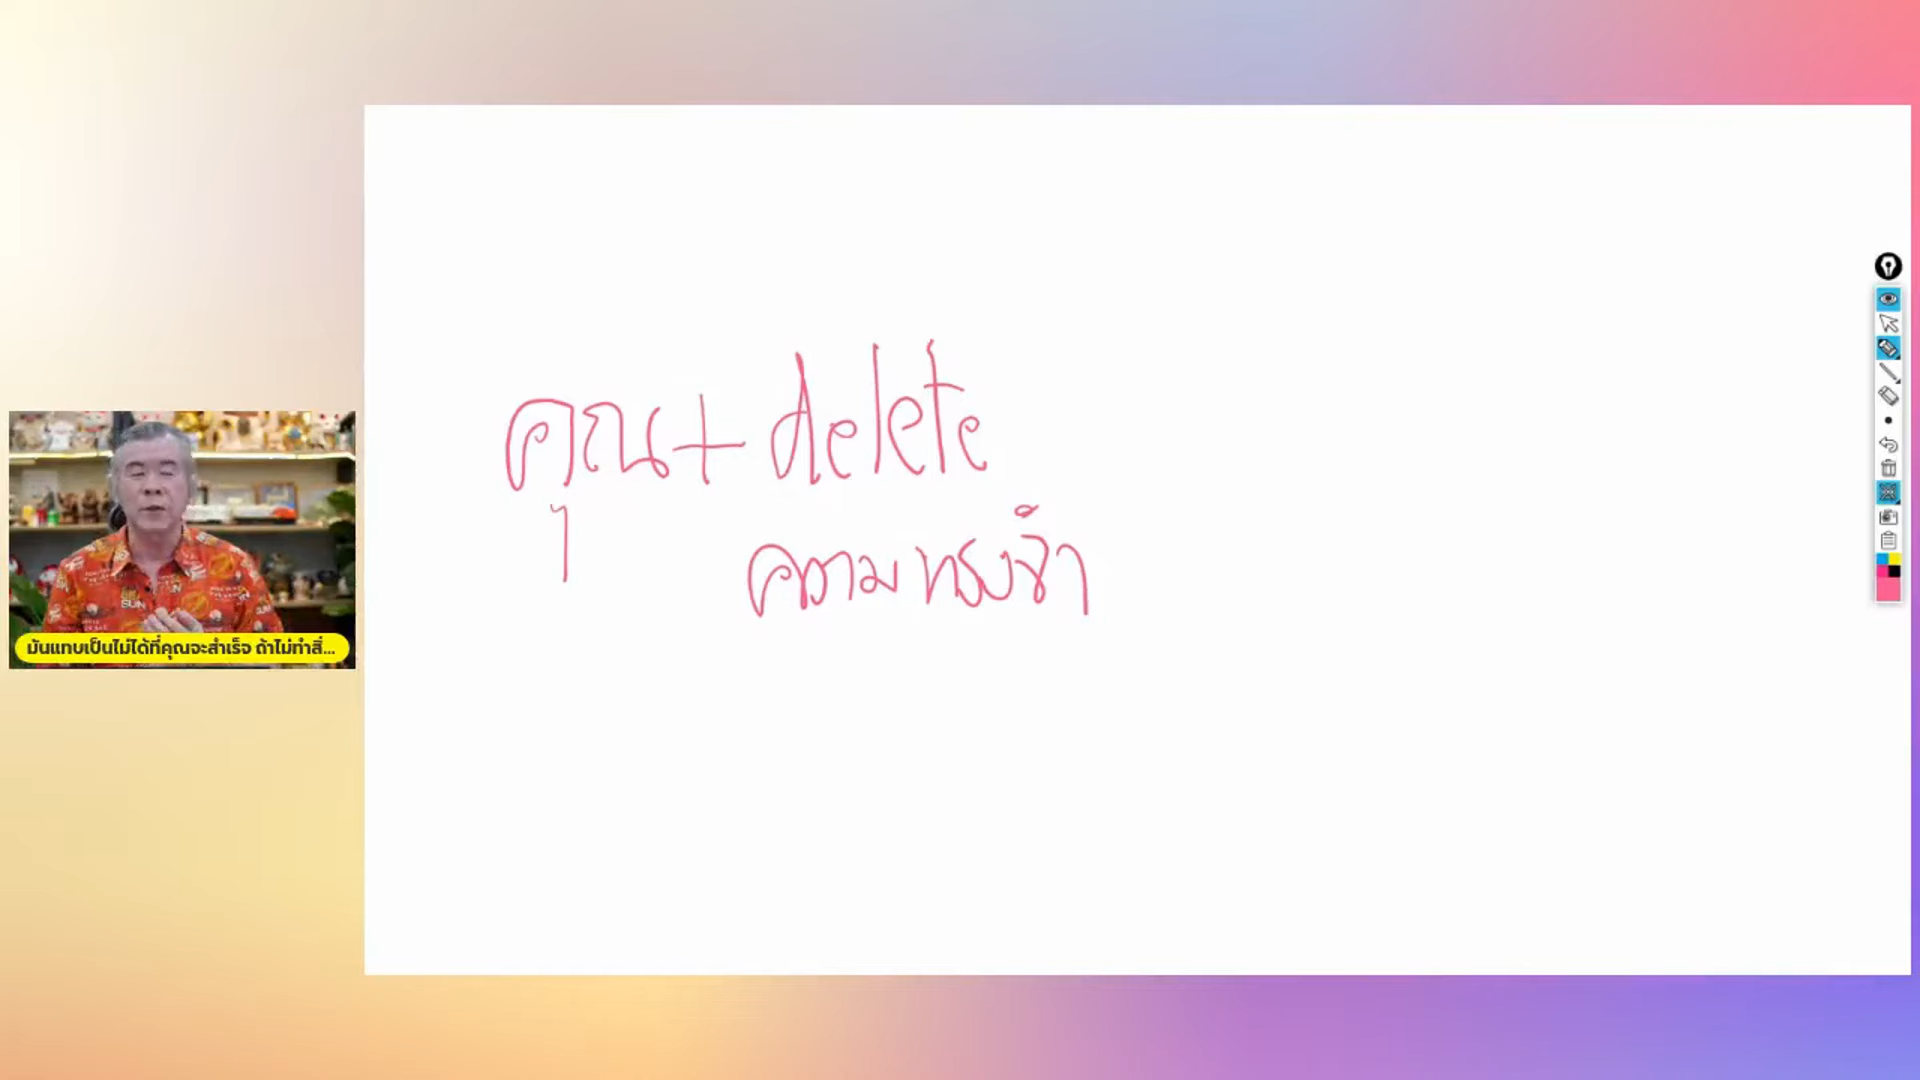 คุณ + delete
ความทรงจำ
มันแทบเป็นไม่ได้ที่คุณจะสำเร็จ ถ้าไม่ทำสิ่...
SUN